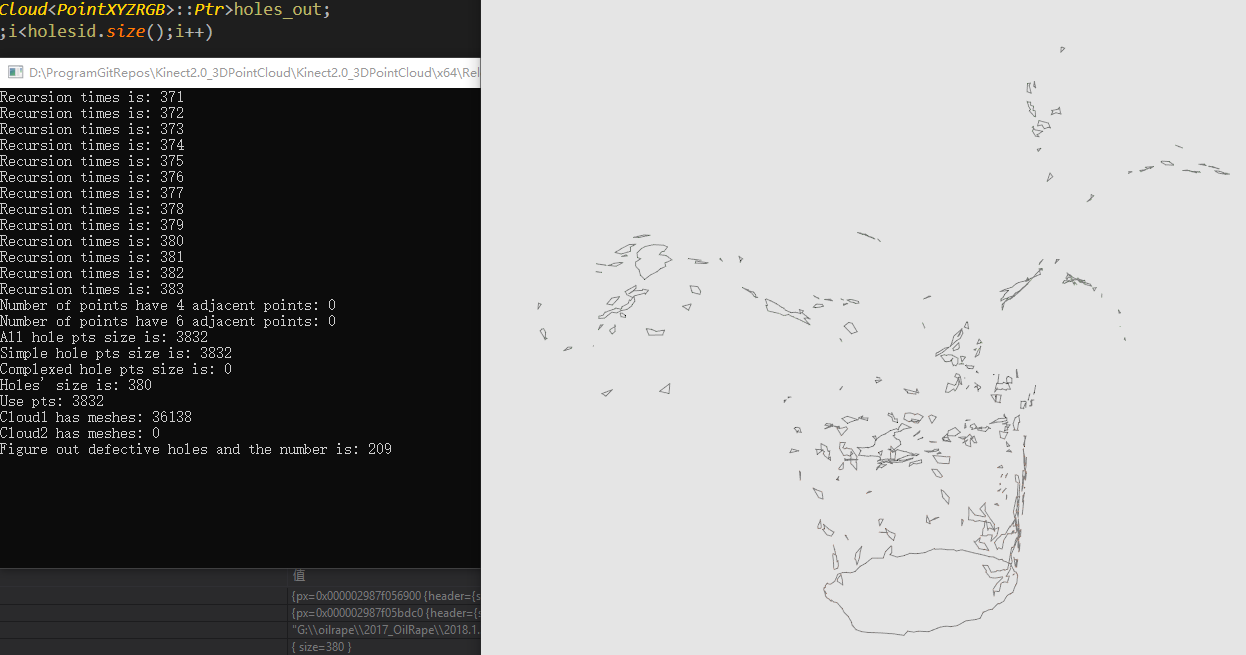 Cloud<PointXYZRGB>::Ptr>holes_out;
;i<holesid.size();i++)
D:\ProgramGitRepos\Kinect2.0_3DPointCloud\Kinect2.0_3DPointCloud\x64\Rel
Recursion times is: 371
Recursion times is: 372
Recursion times is: 373
Recursion times is: 374
Recursion times is: 375
Recursion times is: 376
Recursion times is: 377
Recursion times is: 378
Recursion times is: 379
Recursion times is: 380
Recursion times is: 381
Recursion times is: 382
Recursion times is: 383
Number of points have 4 adjacent points: 0
Number of points have 6 adjacent points: 0
All hole pts size is: 3832
Simple hole pts size is: 3832
Complexed hole pts size is: 0
Holes' size is: 380
Use pts: 3832
Cloud1 has meshes: 36138
Cloud2 has meshes: 0
Figure out defective holes and the number is: 209
值
{px=0x000002987f056900 {header={s
{px=0x000002987f05bdc0 {header={s
"G:\\oilrape\\2017_OilRape\\2018.1.
{ size=380 }